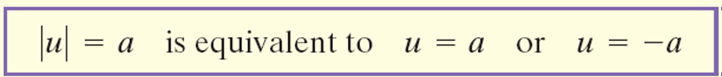 |u| = a is equivalent to u = a or u = −a